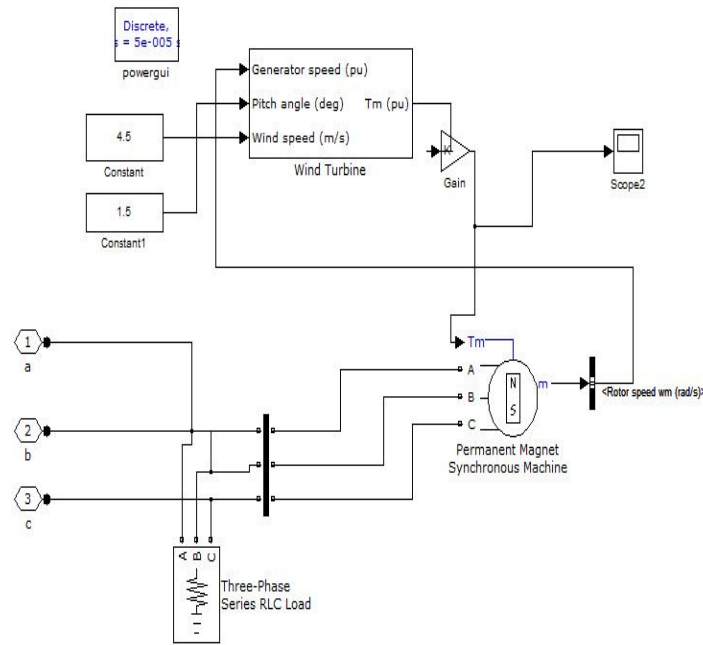 Discrete,
s = 5e-005 s
powergui
Generator speed (pu)
Pitch angle (deg)
Tm (pu)
Wind speed (m/s)
Wind Turbine
4.5
Constant
1.5
Constant1
K
Gain
Scope2
1
a
2
b
3
c
Tm
A
B
C
N
S
m
<Rotor speed wm (rad/s)>
Permanent Magnet
Synchronous Machine
A
B
C
Three-Phase
Series RLC Load